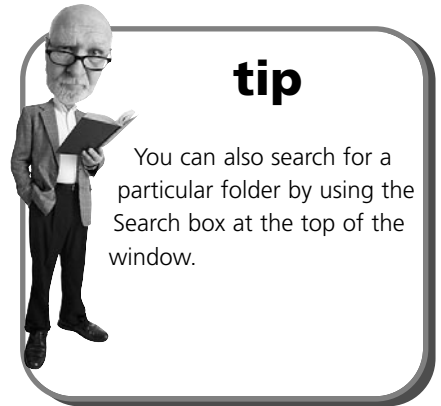 tip
You can also search for a
particular folder by using the
Search box at the top of the
window.